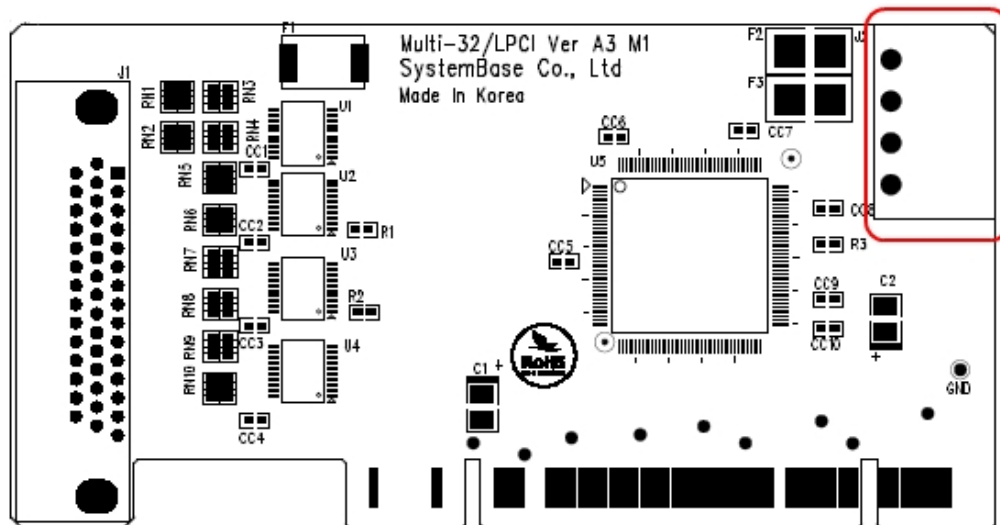 F1
Multi-32/LPCI Ver A3 M1
SystemBase Co., Ltd
Made In Korea
F2
F3
J1
RN1
RN3
RN2
RN4
U1
CC1
RN5
U2
RN6
CC2
R1
RN7
U3
RN8
R2
CC3
RN9
U4
RN10
CC4
CC6
CC7
U5
CC5
CC8
R3
CC9
C2
CC10
+
RoHS
C1
+
GND